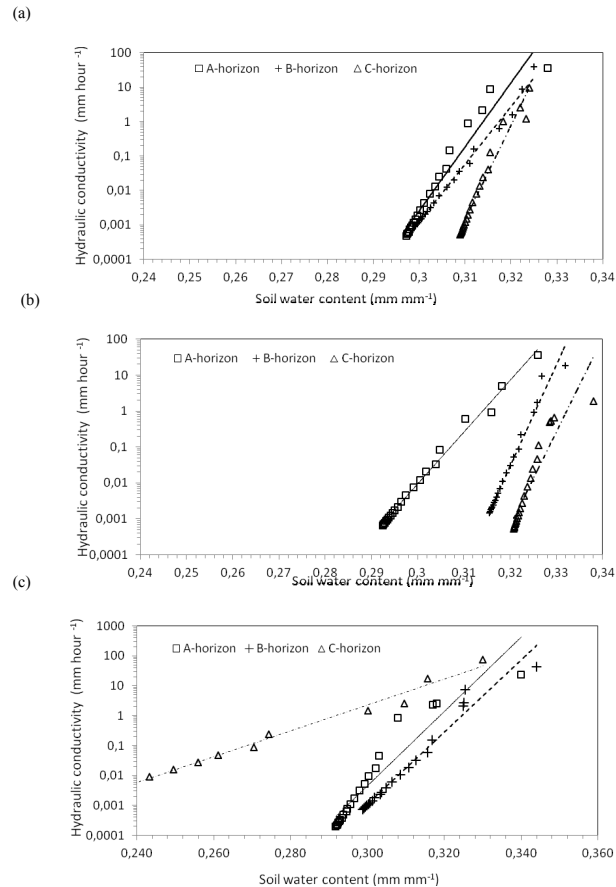 (a)
Hydraulic conductivity (mm hour -1)
100
10
1
0,1
0,01
0,001
0,0001
A-horizon B-horizon C-horizon
0,24 0,25 0,26 0,27 0,28 0,29 0,3 0,31 0,32 0,33 0,34
Soil water content (mm mm-1)
(b)
Hydraulic conductivity (mm hour -1)
100
10
1
0,1
0,01
0,001
0,0001
A-horizon B-horizon C-horizon
0,24 0,25 0,26 0,27 0,28 0,29 0,3 0,31 0,32 0,33 0,34
Soil water content (mm mm-1)
(c)
Hydraulic conductivity (mm hour -1)
1000
100
10
1
0,1
0,01
0,001
0,0001
A-horizon B-horizon C-horizon
0,240 0,260 0,280 0,300 0,320 0,340 0,360
Soil water content (mm mm-1)